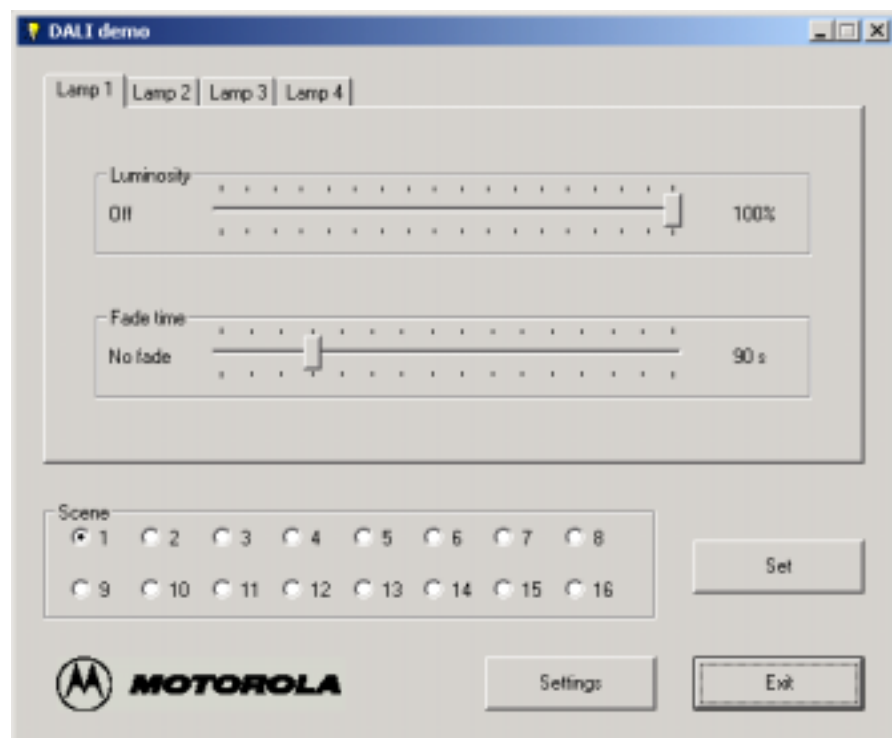 DALI demo
Lamp 1 Lamp 2 Lamp 3 Lamp 4
Luminosity
Off 100%
Fade time
No fade 90 s
Scene
1 2 3 4 5 6 7 8
9 10 11 12 13 14 15 16
Set
MOTOROLA
Settings
Exit